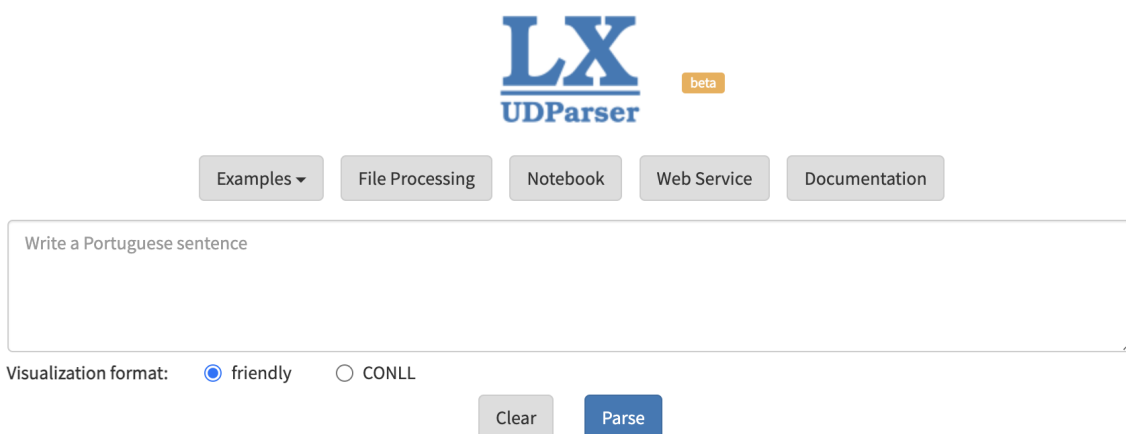 LX
UDParser
beta
Examples File Processing Notebook Web Service Documentation
Write a Portuguese sentence
Visualization format: friendly CONLL
Clear Parse